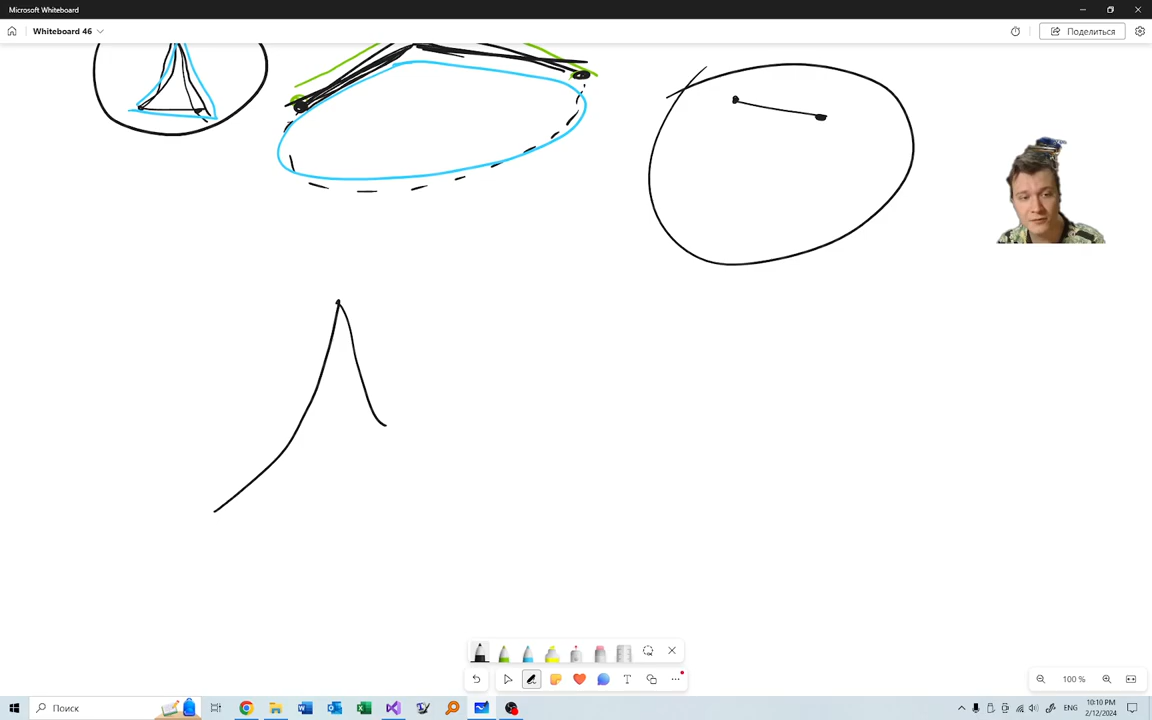 Microsoft Whiteboard
Whiteboard 46
Поделиться
100 %
Поиск
ENG
10:10 PM
2/12/2024